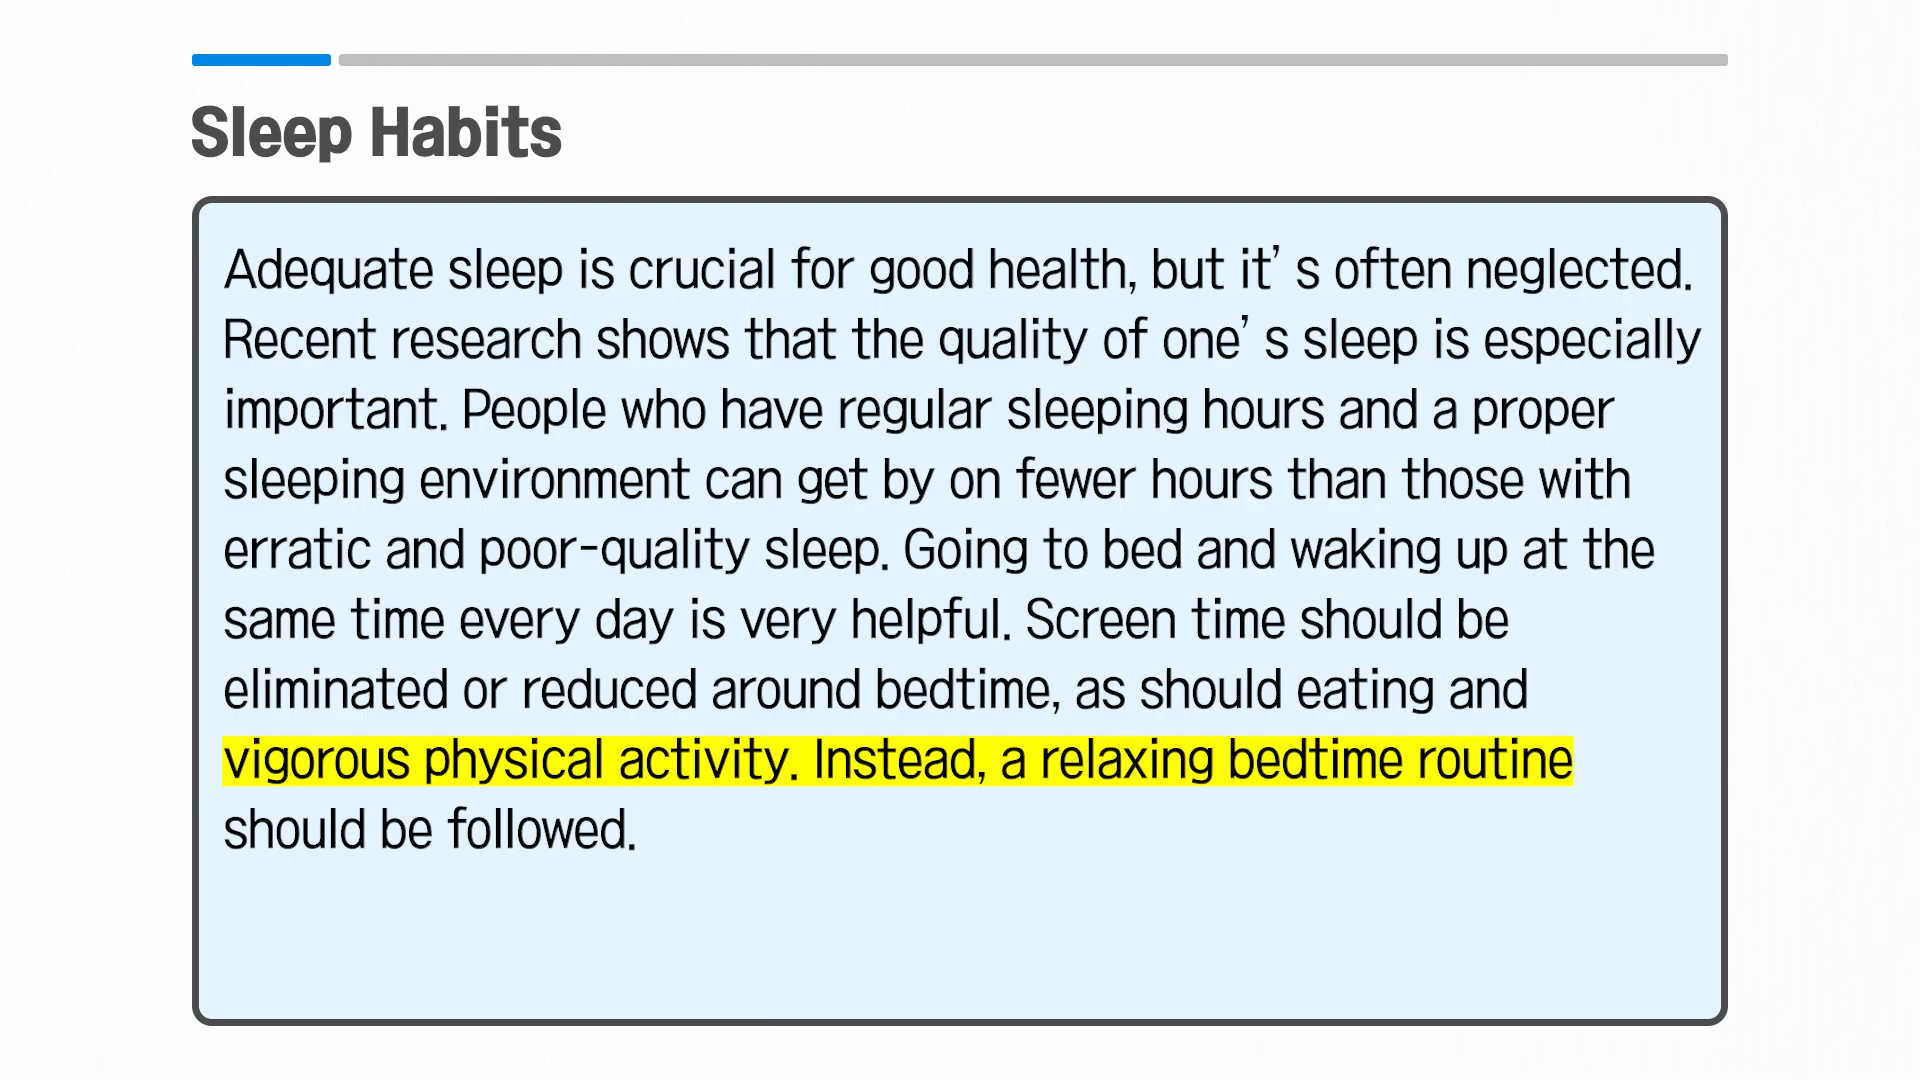 Sleep Habits
Adequate sleep is crucial for good health, but it’ s often neglected.
Recent research shows that the quality of one’ s sleep is especially
important. People who have regular sleeping hours and a proper
sleeping environment can get by on fewer hours than those with
erratic and poor-quality sleep. Going to bed and waking up at the
same time every day is very helpful. Screen time should be
eliminated or reduced around bedtime, as should eating and
vigorous physical activity. Instead, a relaxing bedtime routine
should be followed.